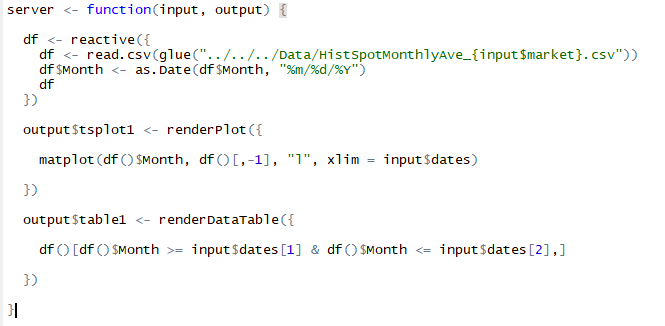 server <- function(input, output) {
  df <- reactive({
    df <- read.csv(glue("../../../Data/HistSpotMonthlyAve_{input$market}.csv"))
    df$Month <- as.Date(df$Month, "%m/%d/%Y")
    df
  })
  output$tsplot1 <- renderPlot({
    matplot(df()$Month, df()[,-1], "l", xlim = input$dates)
  })
  output$table1 <- renderDataTable({
    df()[df()$Month >= input$dates[1] & df()$Month <= input$dates[2],]
  })
}